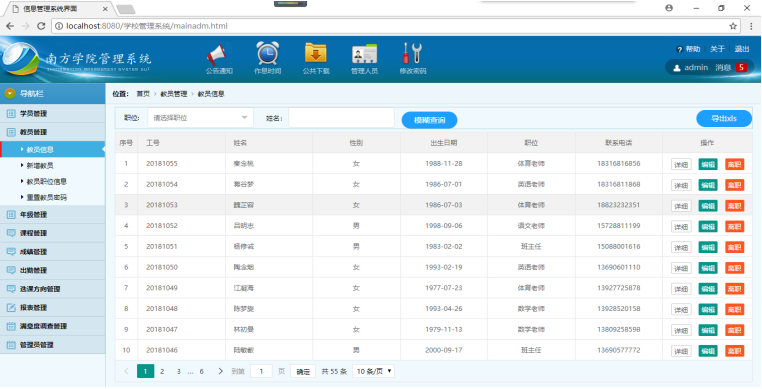 信息管理系统界面
localhost:8080/学校管理系统/mainadm.html
南方学院管理系统
公告通知 作息时间 公共下载 管理人员 修改密码
帮助 关于 退出
admin 消息 5
导航栏
位置： 首页 › 教员管理 › 教员信息
学员管理
教员管理
教员信息
新增教员
教员职位信息
重置教员密码
年级管理
课程管理
成绩管理
出勤管理
选课方向管理
报表管理
满意度调查管理
管理员管理
职位: 请选择职位 姓名: 模糊查询 导出xls
序号 工号 姓名 性别 出生日期 职位 联系电话 操作
1 20181055 秦念桃 女 1988-11-28 体育老师 18316816856 详细 编辑 离职
2 20181054 女 1986-07-01 英语老师 18316811868 详细 编辑 离职
3 20181053 魏芷容 女 1986-07-03 体育老师 18823232351 详细 编辑 离职
4 20181052 吕明志 男 1998-09-06 语文老师 15728811199 详细 编辑 离职
5 20181051 杨修诚 男 1983-02-02 班主任 15088001616 详细 编辑 离职
6 20181050 陶念烟 女 1993-02-19 英语老师 13690601110 详细 编辑 离职
7 20181049 江凝海 女 1977-07-23 体育老师 13927725878 详细 编辑 离职
8 20181048 陈梦旋 女 1993-04-26 数学老师 13928520158 详细 编辑 离职
9 20181047 林初曼 女 1979-11-13 数学老师 13809258598 详细 编辑 离职
10 20181046 陆敏毅 男 2000-09-17 班主任 13690577772 详细 编辑 离职
1 2 3 … 6 到第 1 页 确定 共 55 条 10 条/页